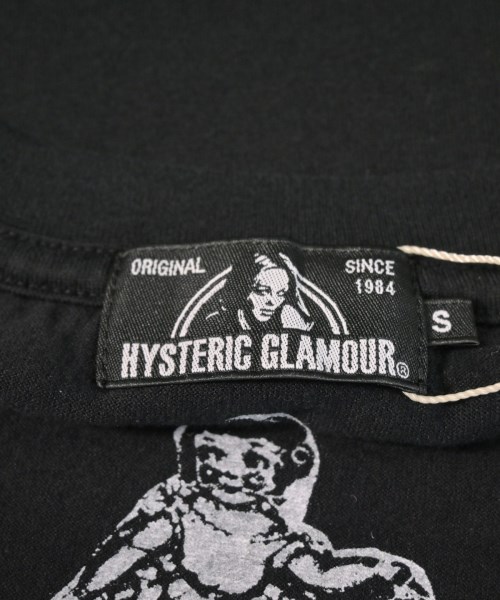 ORIGINAL
SINCE
1984
HYSTERIC GLAMOUR®
S